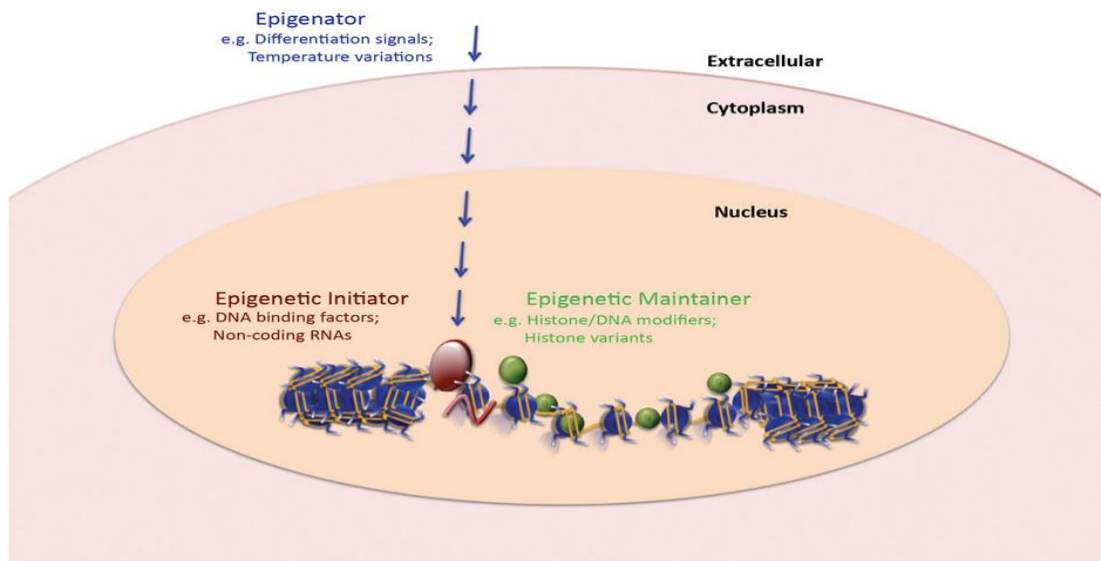 Epigenator
e.g. Differentiation signals;
Temperature variations
Extracellular
Cytoplasm
Nucleus
Epigenetic Initiator
e.g. DNA binding factors;
Non-coding RNAs
Epigenetic Maintainer
e.g. Histone/DNA modifiers;
Histone variants